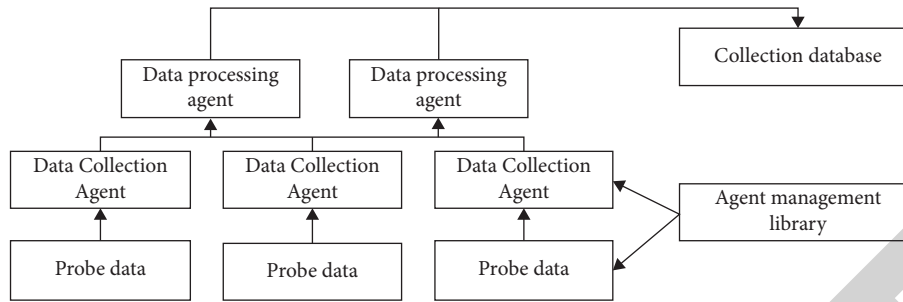 Collection database
Data processing
agent
Data processing
agent
Data Collection
Agent
Data Collection
Agent
Data Collection
Agent
Agent management
library
Probe data
Probe data
Probe data